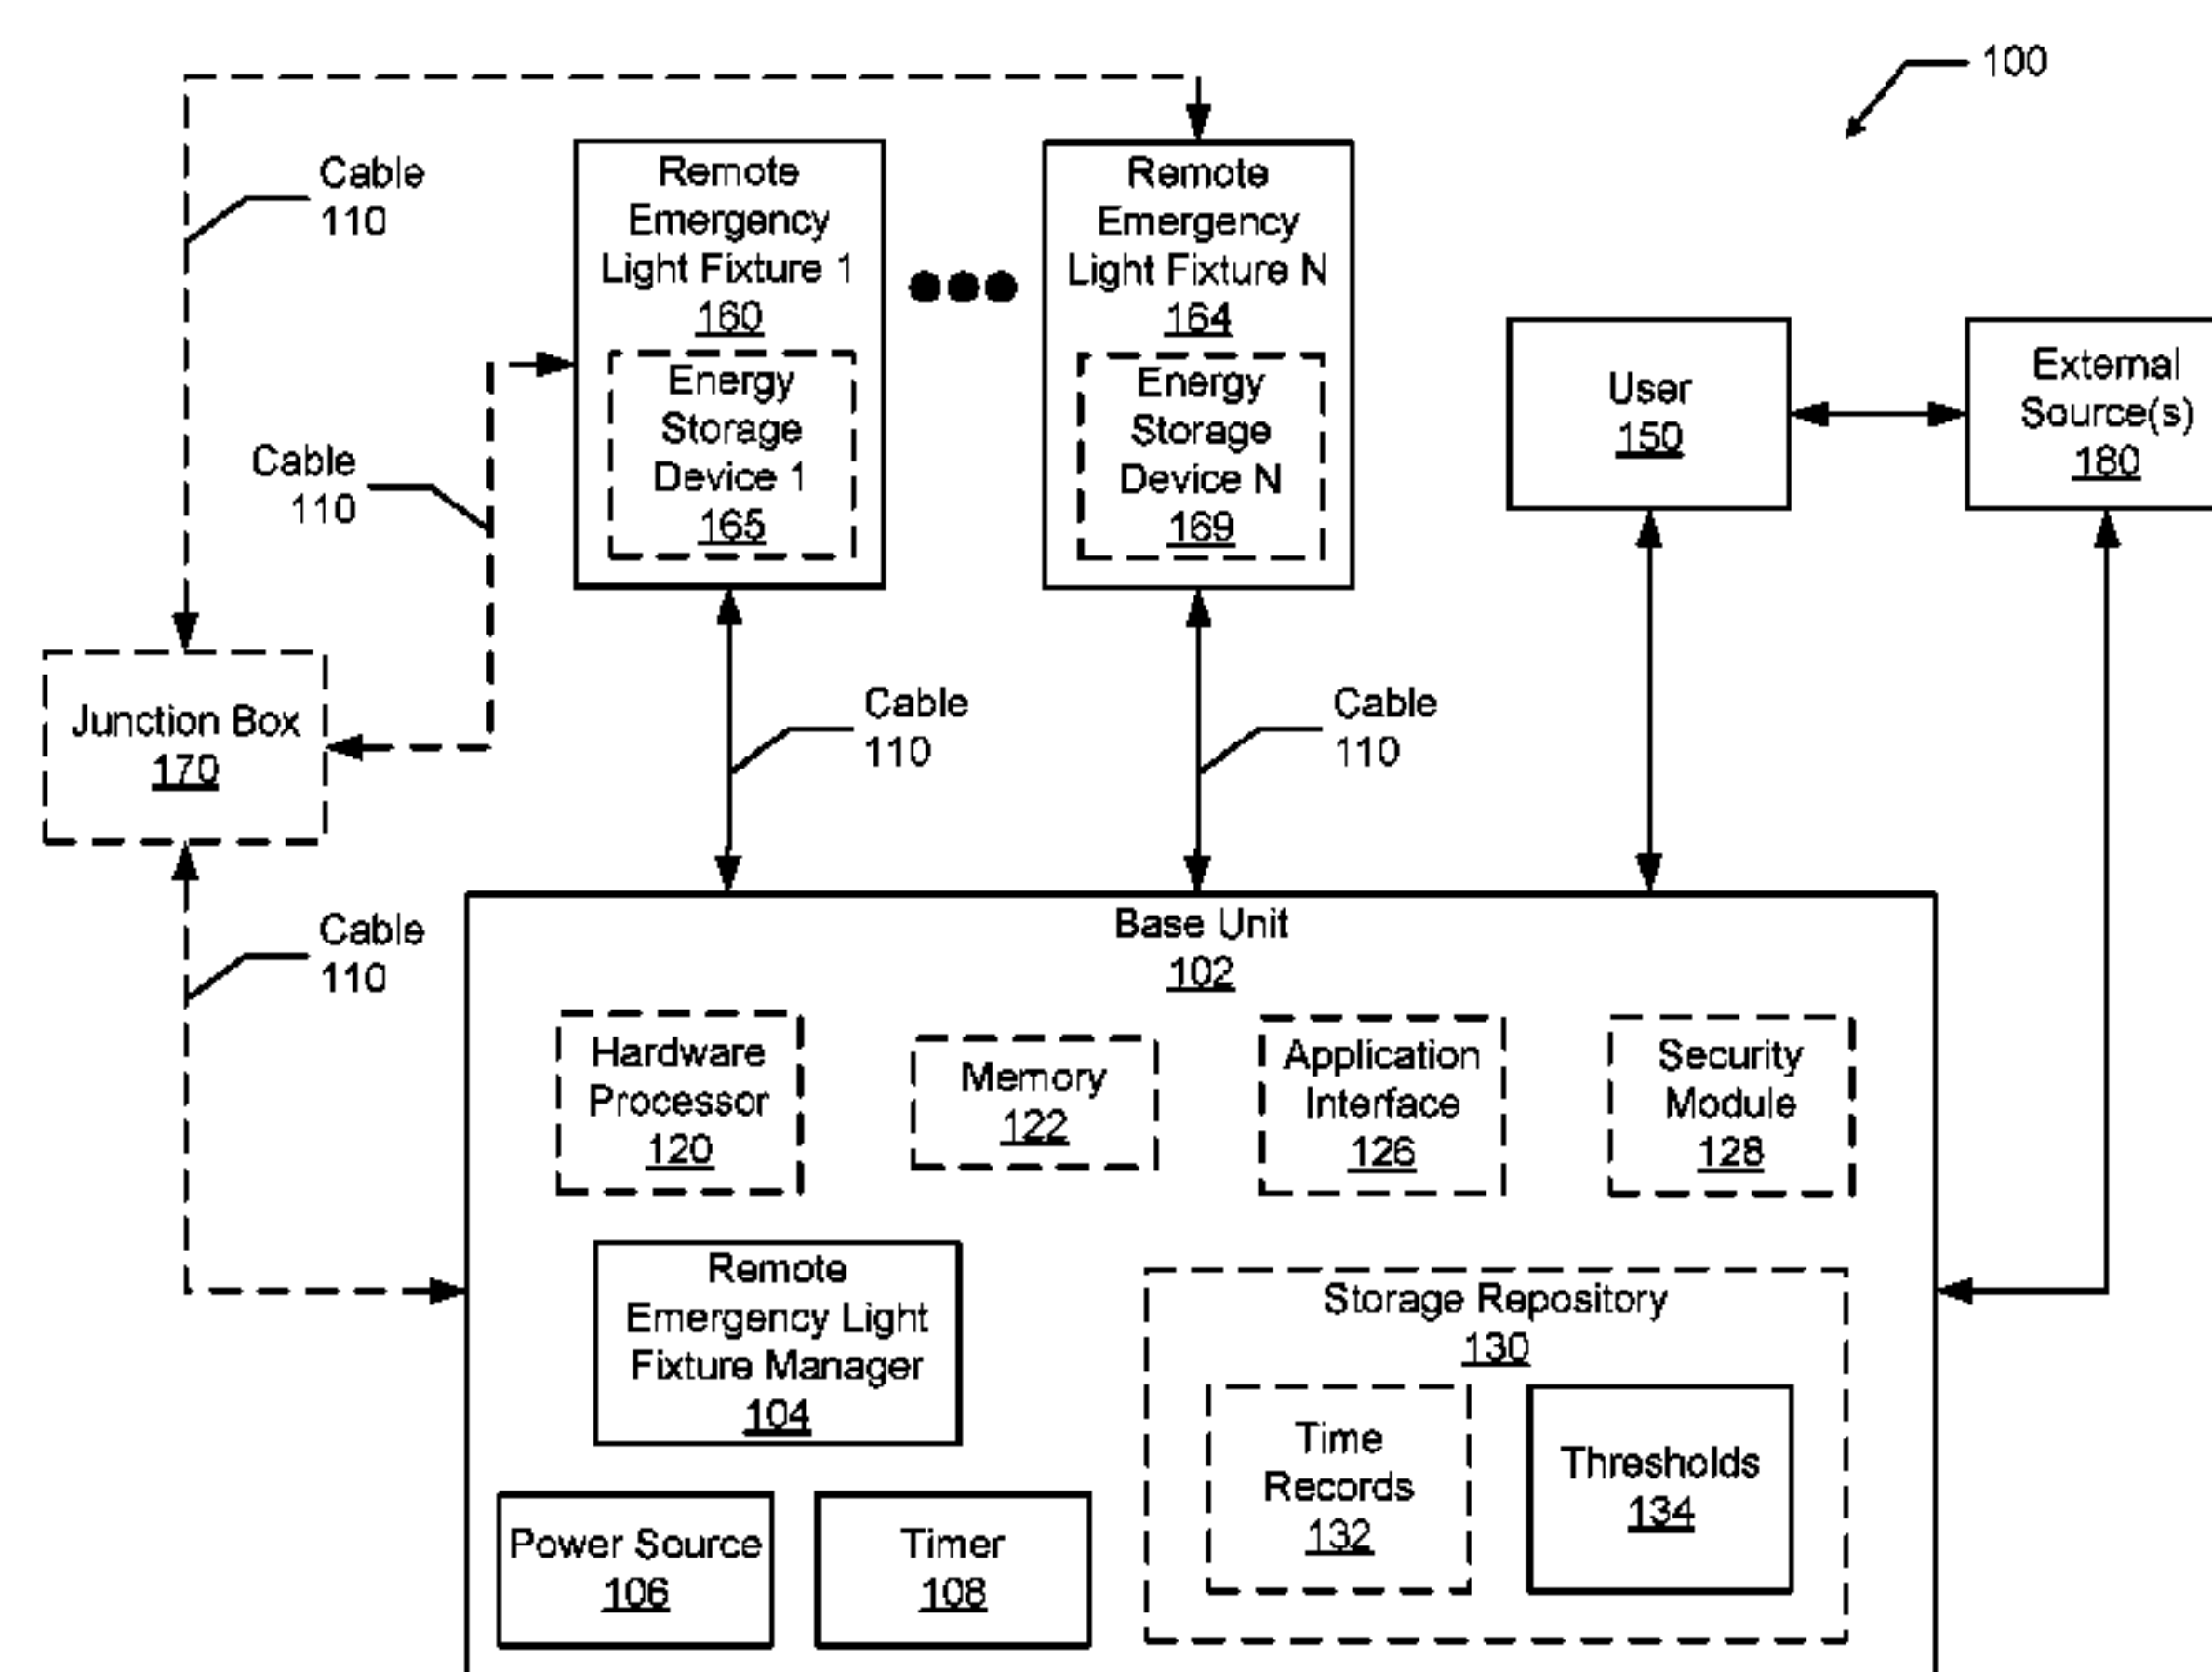 100
Cable
110
Remote
Emergency
Light Fixture 1
160
Energy
Storage
Device 1
165
Remote
Emergency
Light Fixture N
164
Energy
Storage
Device N
169
User
150
External
Source(s)
180
Cable
110
Junction Box
170
Cable
110
Cable
110
Cable
110
Base Unit
102
Hardware
Processor
120
Memory
122
Application
Interface
126
Security
Module
128
Remote
Emergency Light
Fixture Manager
104
Storage Repository
130
Time
Records
132
Thresholds
134
Power Source
106
Timer
108